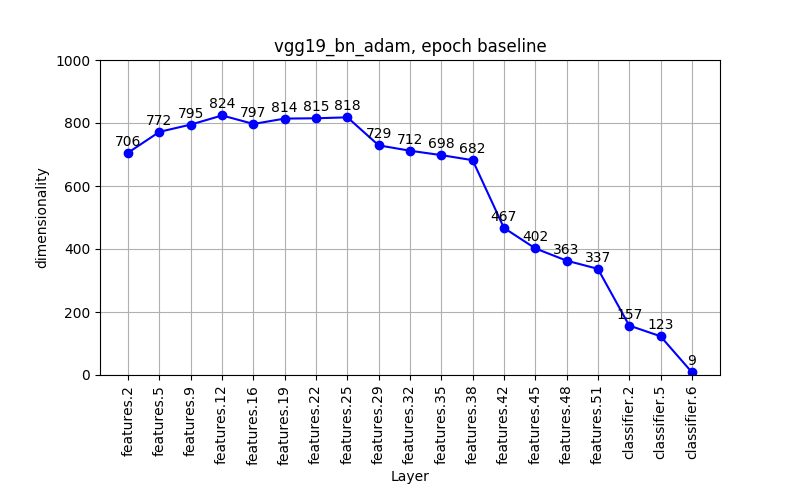 vgg19_bn_adam, epoch baseline
1000
800
600
400
200
0
dimensionality
706
772
795
824
797
814
815
818
729
712
698
682
467
402
363
337
157
123
9
features.2
features.5
features.9
features.12
features.16
features.19
features.22
features.25
features.29
features.32
features.35
features.38
features.42
features.45
features.48
features.51
classifier.2
classifier.5
classifier.6
Layer